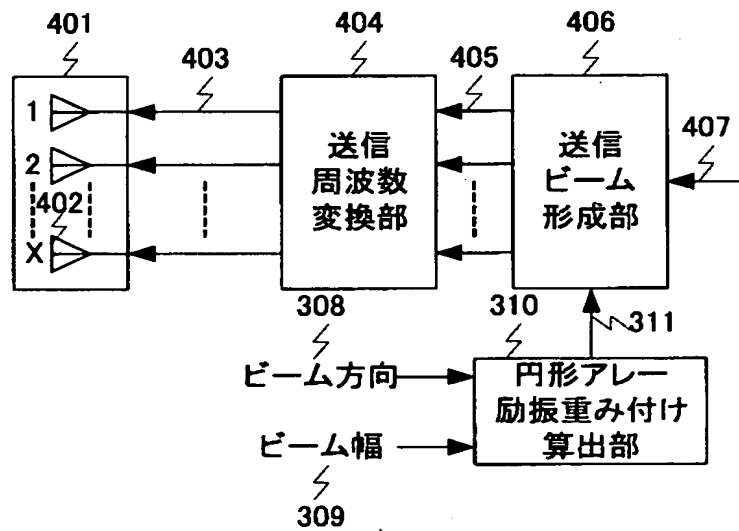 401
403
404
405
406
407
1
2
402
X
送信
周波数
変換部
送信
ビーム
形成部
308
310
311
ビーム方向
円形アレー
励振重み付け
算出部
ビーム幅
309